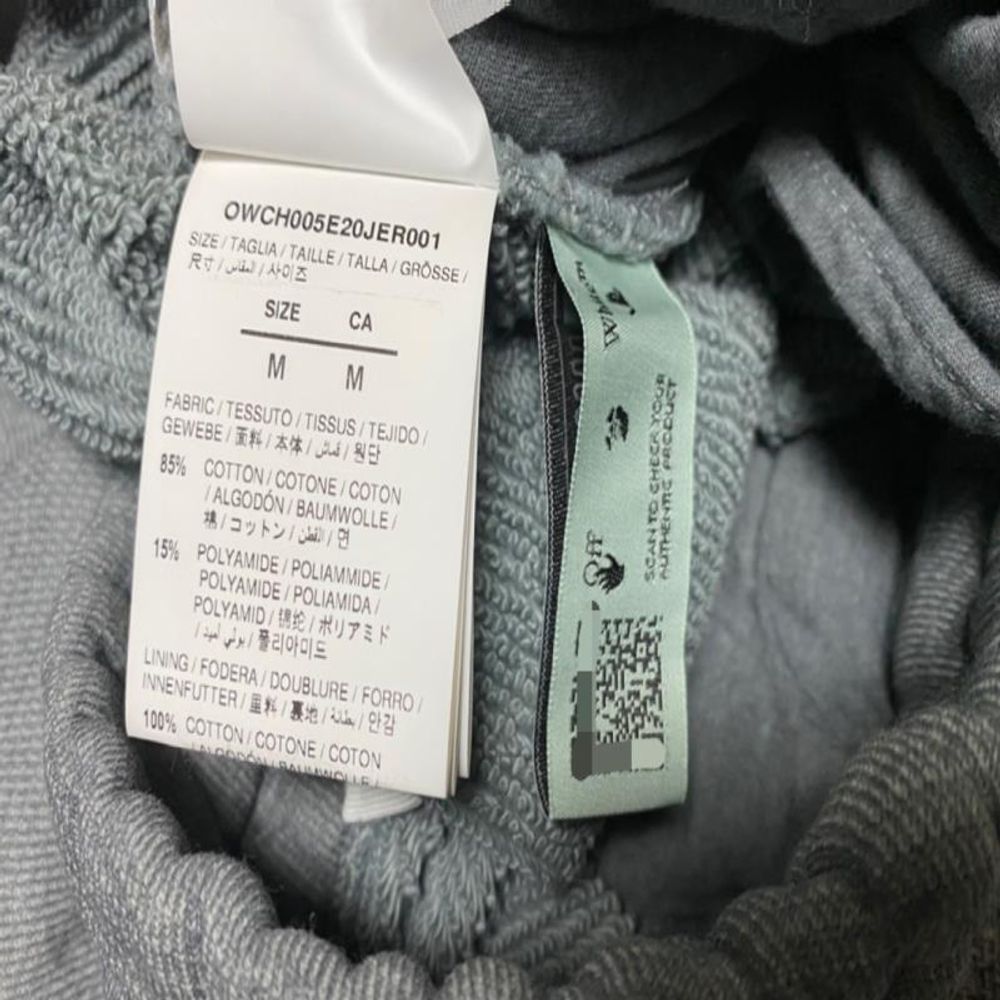 OWCH005E20JER001
SIZE / TAGLIA / TAILLE / TALLA / GRÖSSE /
尺寸 / المقاس / 사이즈
SIZE CA
M M
FABRIC / TESSUTO / TISSUS / TEJIDO /
GEWEBE / 面料 / 本体 / قماش / 원단
85% COTTON / COTONE / COTON
/ ALGODÓN / BAUMWOLLE /
棉 / コットン / القطن / 면
15% POLYAMIDE / POLIAMMIDE /
POLYAMIDE / POLIAMIDA /
POLYAMID / 锦纶 / ポリアミド
/ بولي أميد / 폴리아미드
LINING / FODERA / DOUBLURE / FORRO /
INNENFUTTER / 里料 / 裏地 / بطانة / 안감
100% COTTON / COTONE / COTON
/ ALGODÓN / BAUMWOLLE /
OFF
SCAN TO CHECK YOUR
AUTHENTIC PRODUCT